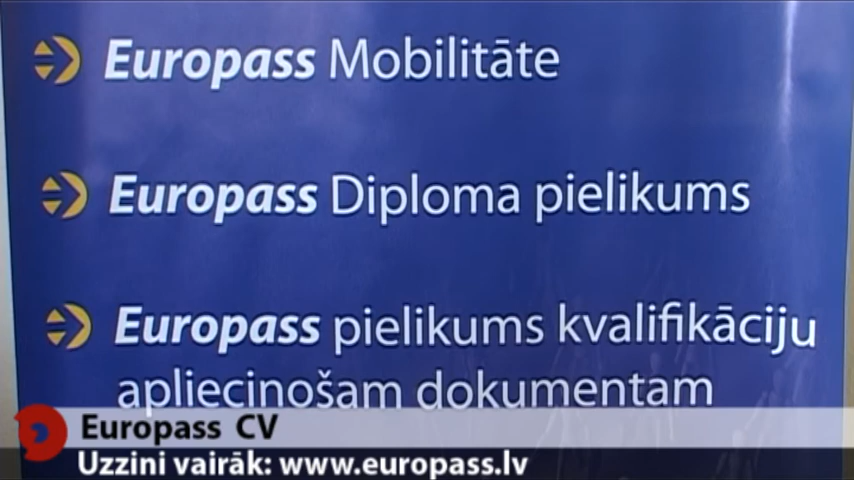 Europass Mobilitāte
Europass Diploma pielikums
Europass pielikums kvalifikāciju
apliecinošam dokumentam
Europass CV
Uzzini vairāk: www.europass.lv